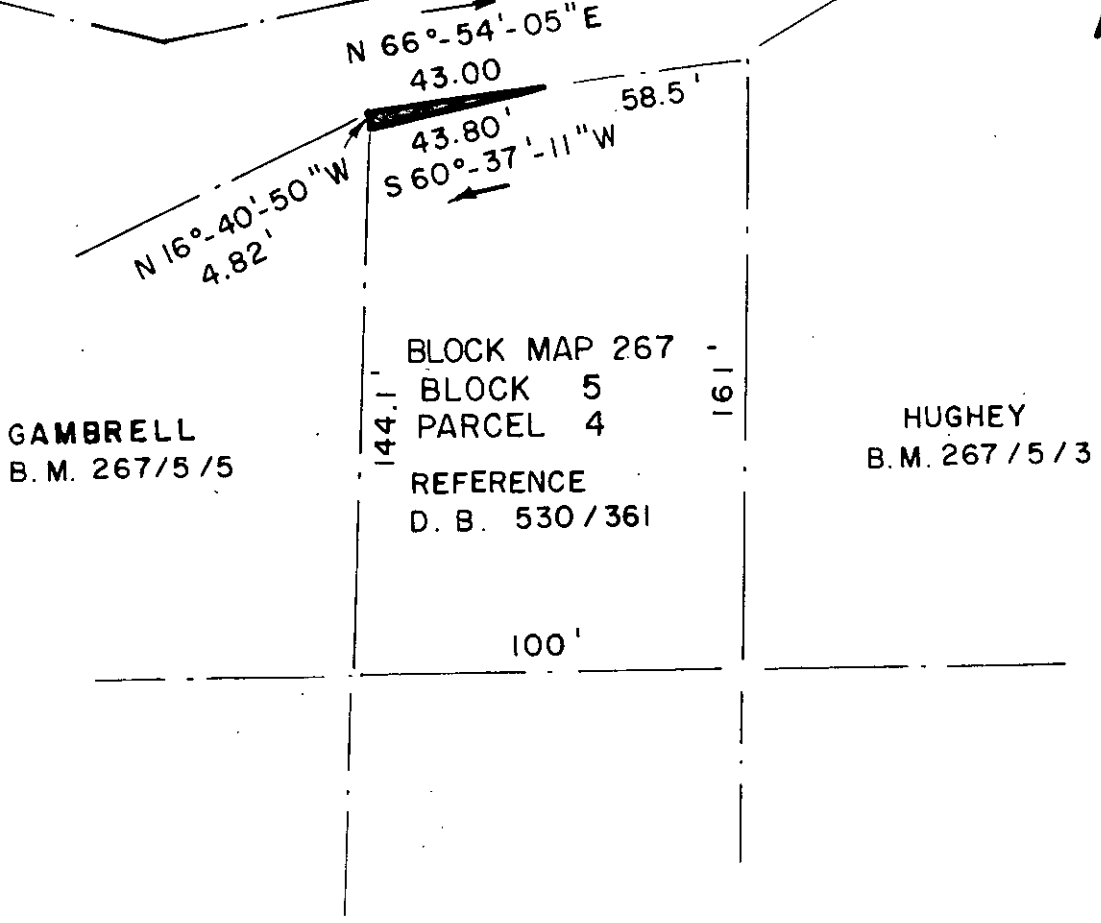 N 66°-54'-05"E
43.00
58.5'
43.80'
S 60°-37'-11"W
N 16°-40'-50"W
4.82'
BLOCK MAP 267
BLOCK 5
PARCEL 4
144.1'
161'
REFERENCE
D. B. 530/361
GAMBRELL
B. M. 267/5/5
HUGHEY
B. M. 267/5/3
100'